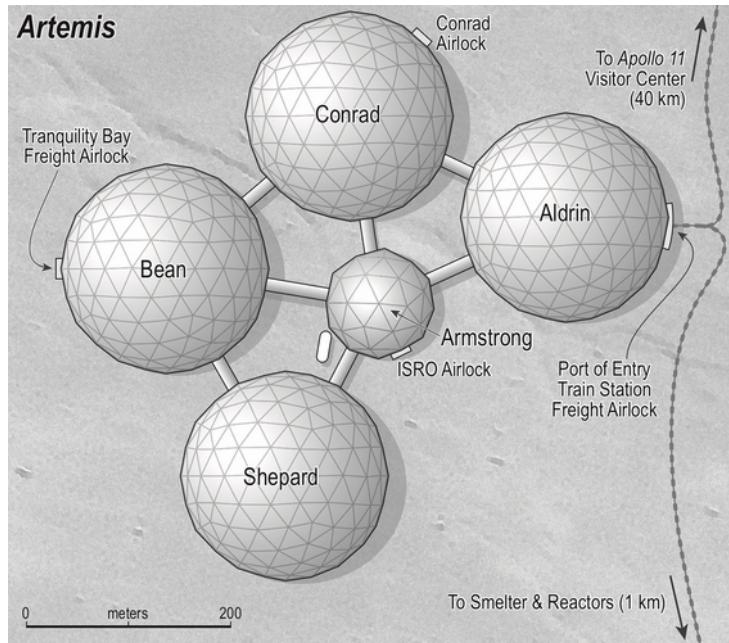 Artemis
Conrad
Airlock
To Apollo 11
Visitor Center
(40 km)
Conrad
Tranquility Bay
Freight Airlock
Aldrin
Bean
Armstrong
ISRO Airlock
Port of Entry
Train Station
Freight Airlock
Shepard
To Smelter & Reactors (1 km)
0 meters 200